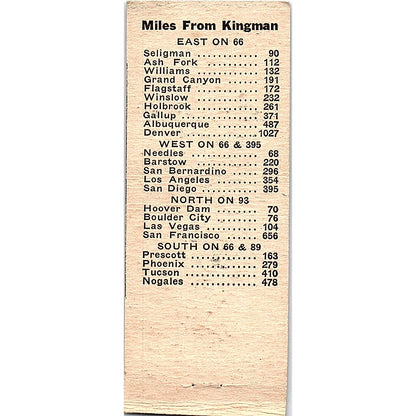 Miles From Kingman
EAST ON 66
Seligman ............ 90
Ash Fork ............ 112
Williams ............ 132
Grand Canyon ...... 191
Flagstaff ............ 172
Winslow ............ 232
Holbrook ............ 261
Gallup ............ 371
Albuquerque ........ 487
Denver ............ 1027
WEST ON 66 & 395
Needles ............ 68
Barstow ............ 220
San Bernardino .... 296
Los Angeles ........ 354
San Diego .......... 395
NORTH ON 93
Hoover Dam ........ 70
Boulder City ...... 76
Las Vegas .......... 104
San Francisco ...... 656
SOUTH ON 66 & 89
Prescott ............ 163
Phoenix ............ 279
Tucson ............ 410
Nogales ............ 478